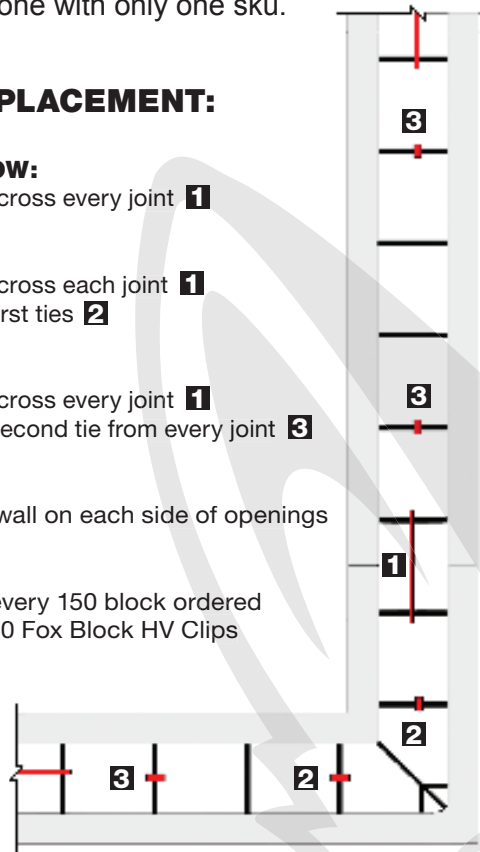 one with only one sku.
PLACEMENT:
OW:
cross every joint 1
cross each joint 1
rst ties 2
cross every joint 1
econd tie from every joint 3
wall on each side of openings
every 150 block ordered
0 Fox Block HV Clips
3
3
1
2
3
2